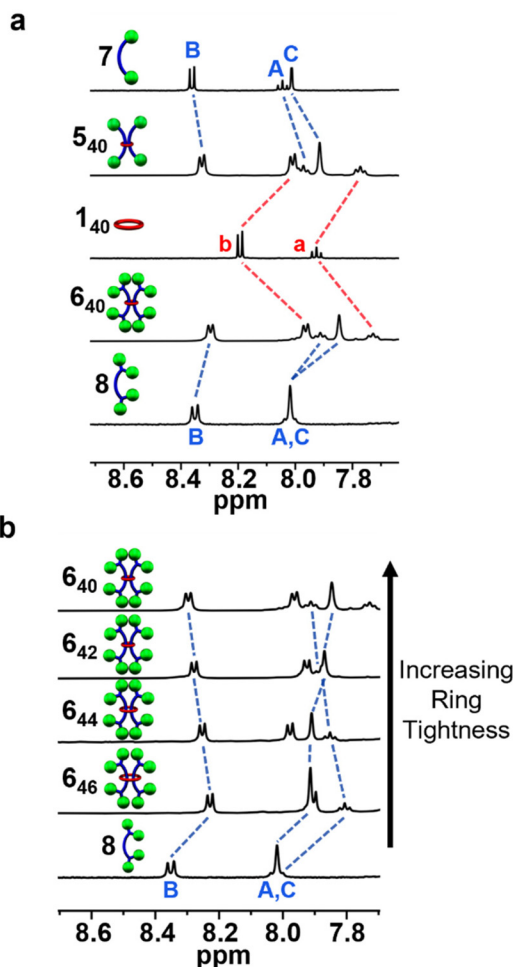 a
7
B
A
C
5₄₀
1₄₀
b
a
6₄₀
8
B
A,C
8.6 8.4 8.2 8.0 7.8
ppm
b
6₄₀
6₄₂
6₄₄
6₄₆
8
B
A,C
Increasing
Ring
Tightness
8.6 8.4 8.2 8.0 7.8
ppm